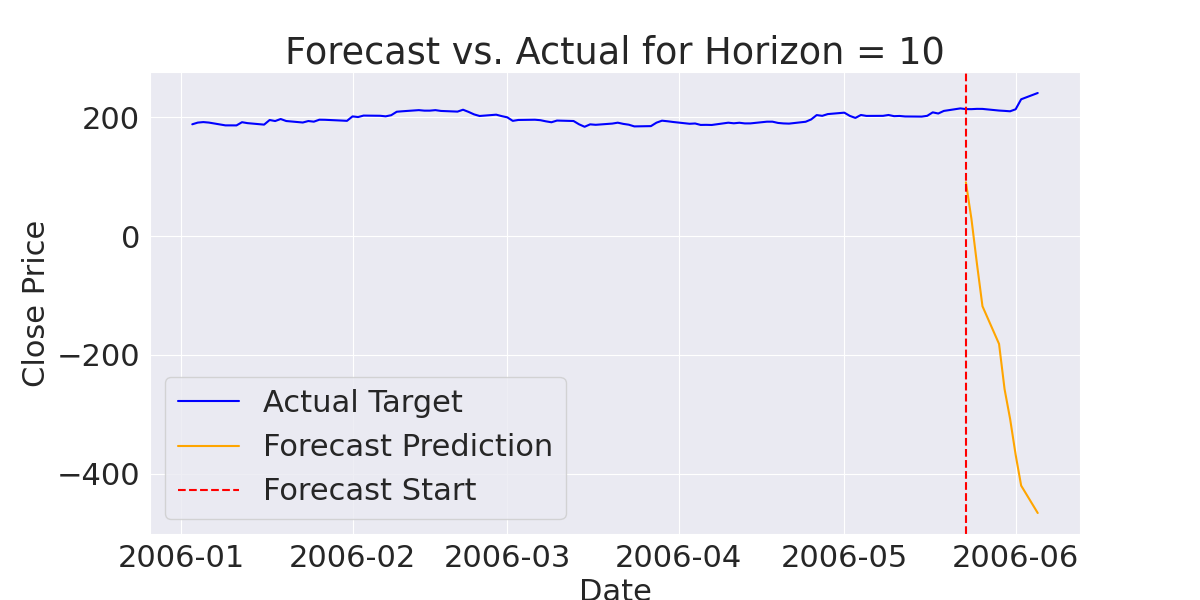 Forecast vs. Actual for Horizon = 10
Close Price
200
0
−200
−400
Actual Target
Forecast Prediction
Forecast Start
2006-01 2006-02 2006-03 2006-04 2006-05 2006-06
Date